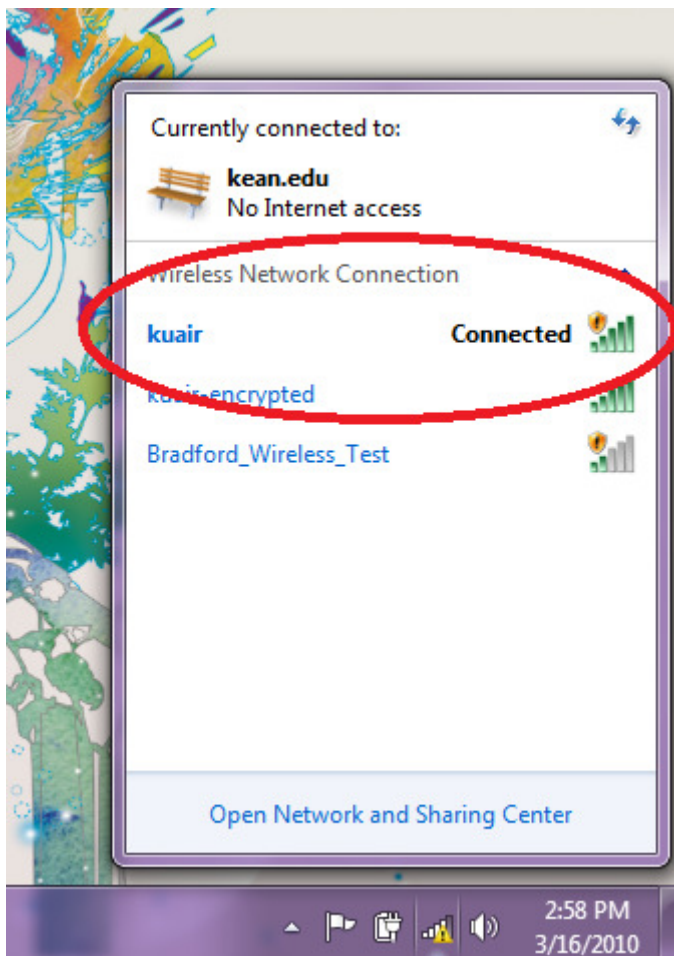 Currently connected to:
kean.edu
No Internet access
Wireless Network Connection
kuair Connected
kuair-encrypted
Bradford_Wireless_Test
Open Network and Sharing Center
2:58 PM
3/16/2010